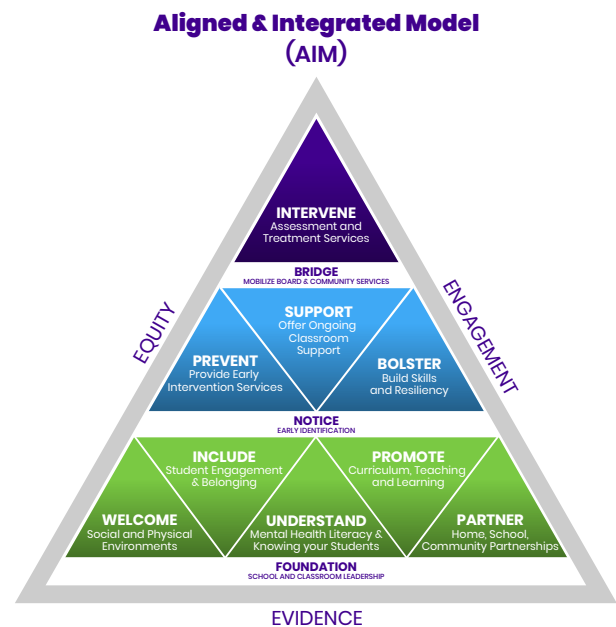 Aligned & Integrated Model
(AIM)
INTERVENE
Assessment and
Treatment Services
BRIDGE
MOBILIZE BOARD & COMMUNITY SERVICES
EQUITY
ENGAGEMENT
SUPPORT
Offer Ongoing
Classroom
Support
PREVENT
Provide Early
Intervention Services
BOLSTER
Build Skills
and Resiliency
NOTICE
EARLY IDENTIFICATION
INCLUDE
Student Engagement
& Belonging
PROMOTE
Curriculum, Teaching
and Learning
WELCOME
Social and Physical
Environments
UNDERSTAND
Mental Health Literacy &
Knowing your Students
PARTNER
Home, School,
Community Partnerships
FOUNDATION
SCHOOL AND CLASSROOM LEADERSHIP
EVIDENCE